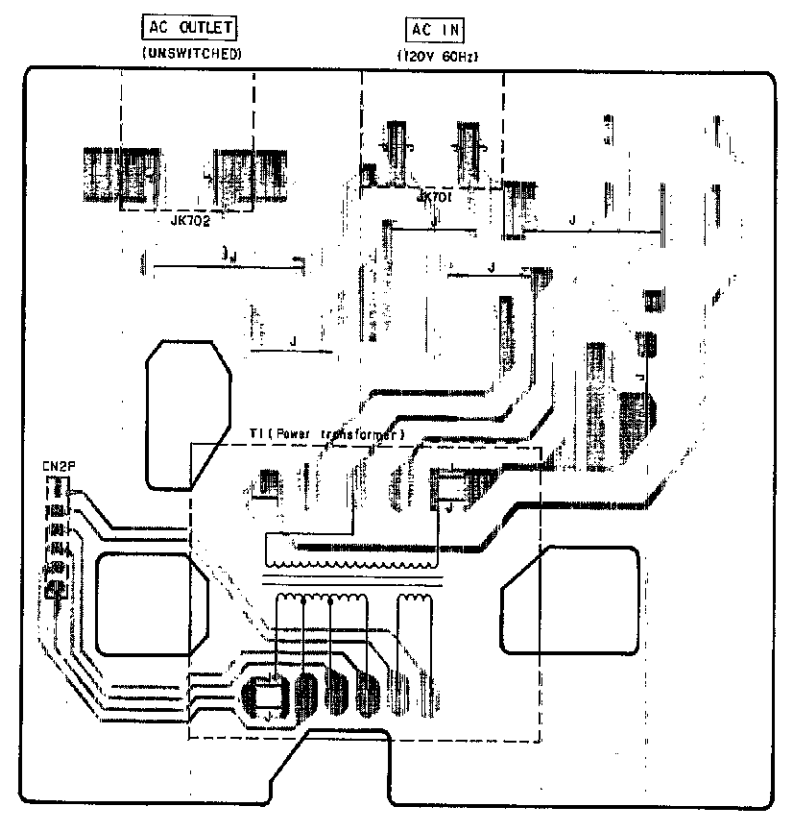 AC OUTLET
(UNSWITCHED)
AC IN
(120V 60Hz)
JK702
JK701
J
J
J
J
J
T1 (Power transformer)
CN2P
J
J
J
J
J